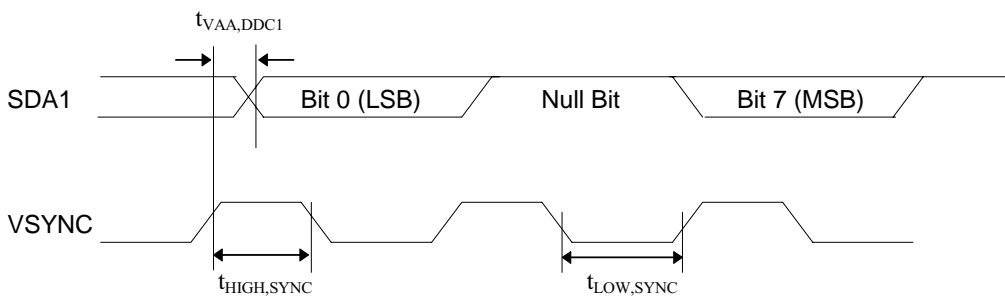 tVAA,DDC1
SDA1
Bit 0 (LSB)
Null Bit
Bit 7 (MSB)
VSYNC
tHIGH,SYNC
tLOW,SYNC